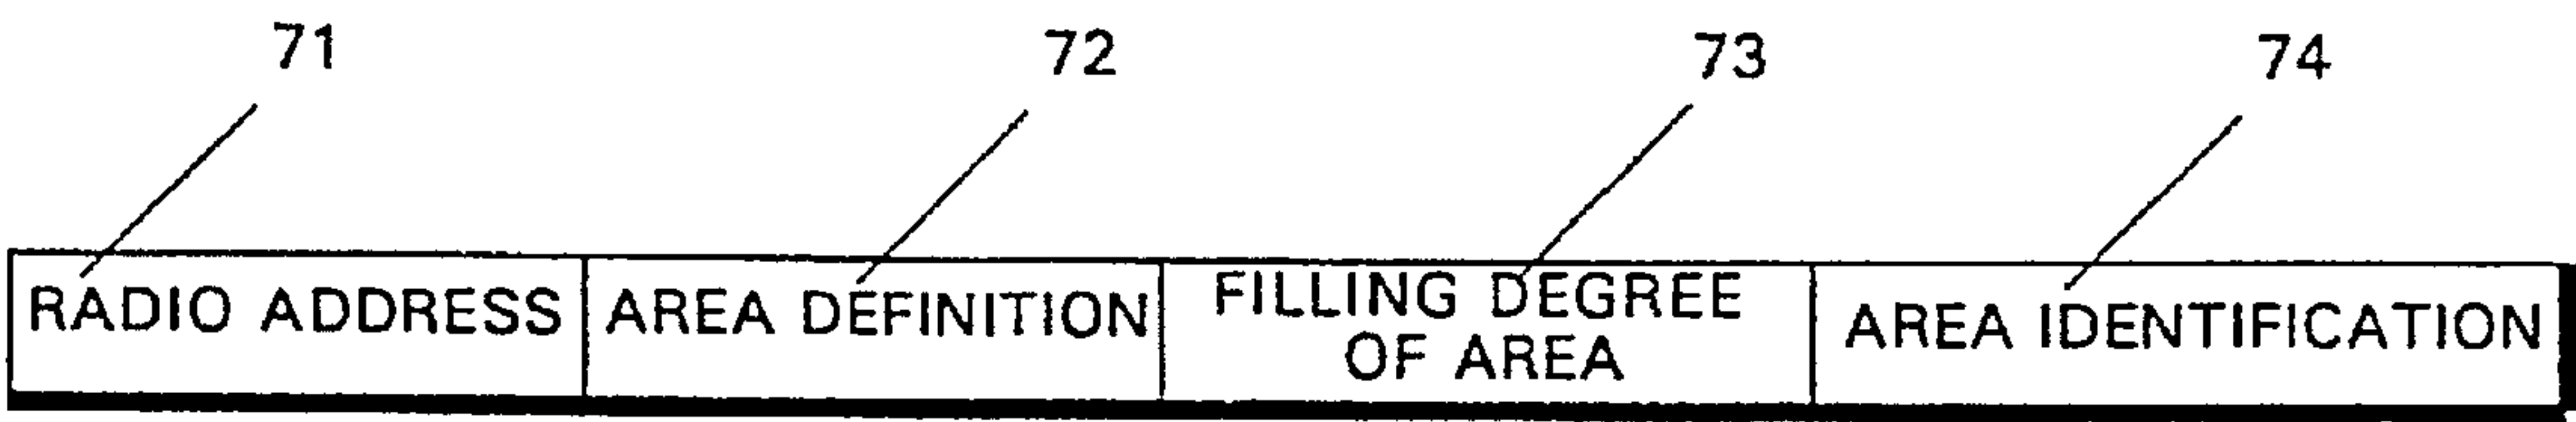 71 72 73 74
RADIO ADDRESS AREA DEFINITION FILLING DEGREE OF AREA AREA IDENTIFICATION